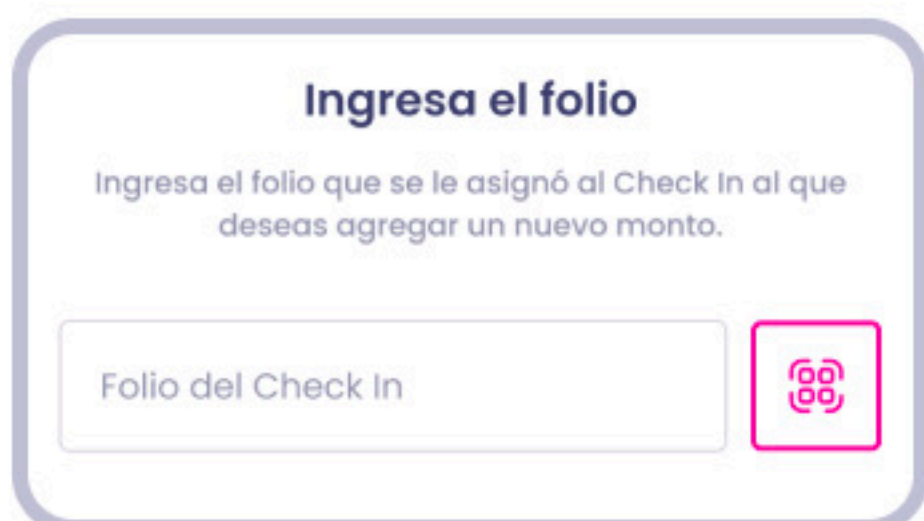 Ingresa el folio
Ingresa el folio que se le asignó al Check In al que
deseas agregar un nuevo monto.
Folio del Check In